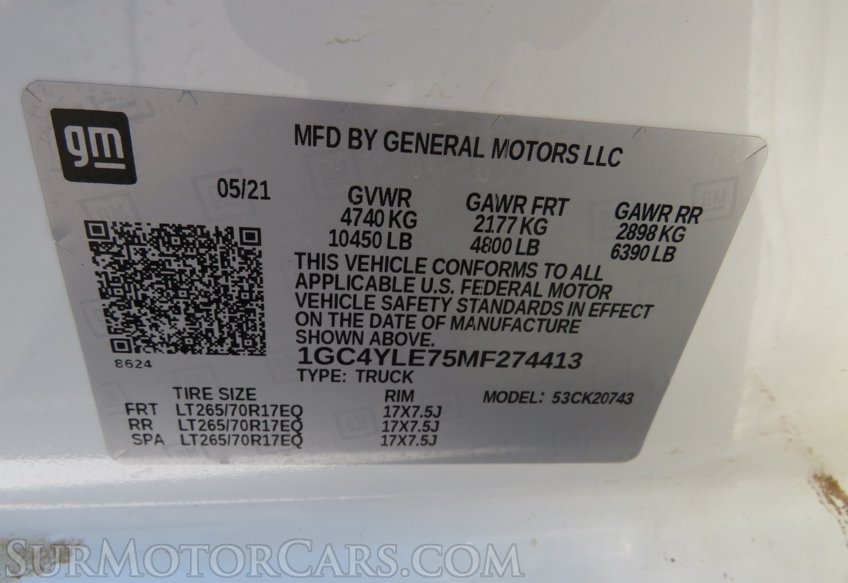 gm
MFD BY GENERAL MOTORS LLC
05/21
GVWR
4740 KG
10450 LB
GAWR FRT
2177 KG
4800 LB
GAWR RR
2898 KG
6390 LB
THIS VEHICLE CONFORMS TO ALL
APPLICABLE U.S. FEDERAL MOTOR
VEHICLE SAFETY STANDARDS IN EFFECT
ON THE DATE OF MANUFACTURE
SHOWN ABOVE.
8624
1GC4YLE75MF274413
TYPE: TRUCK
MODEL: 53CK20743
TIRE SIZE RIM
FRT LT265/70R17EQ 17X7.5J
RR LT265/70R17EQ 17X7.5J
SPA LT265/70R17EQ 17X7.5J
SURMOTORCARS.COM